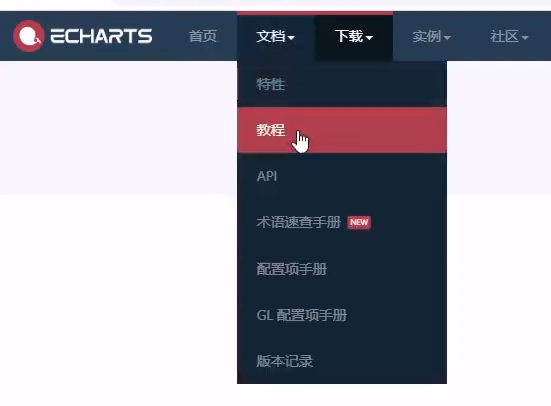 ECHARTS 首页 文档 下载 实例 社区
特性
教程
API
术语速查手册 NEW
配置项手册
GL 配置项手册
版本记录